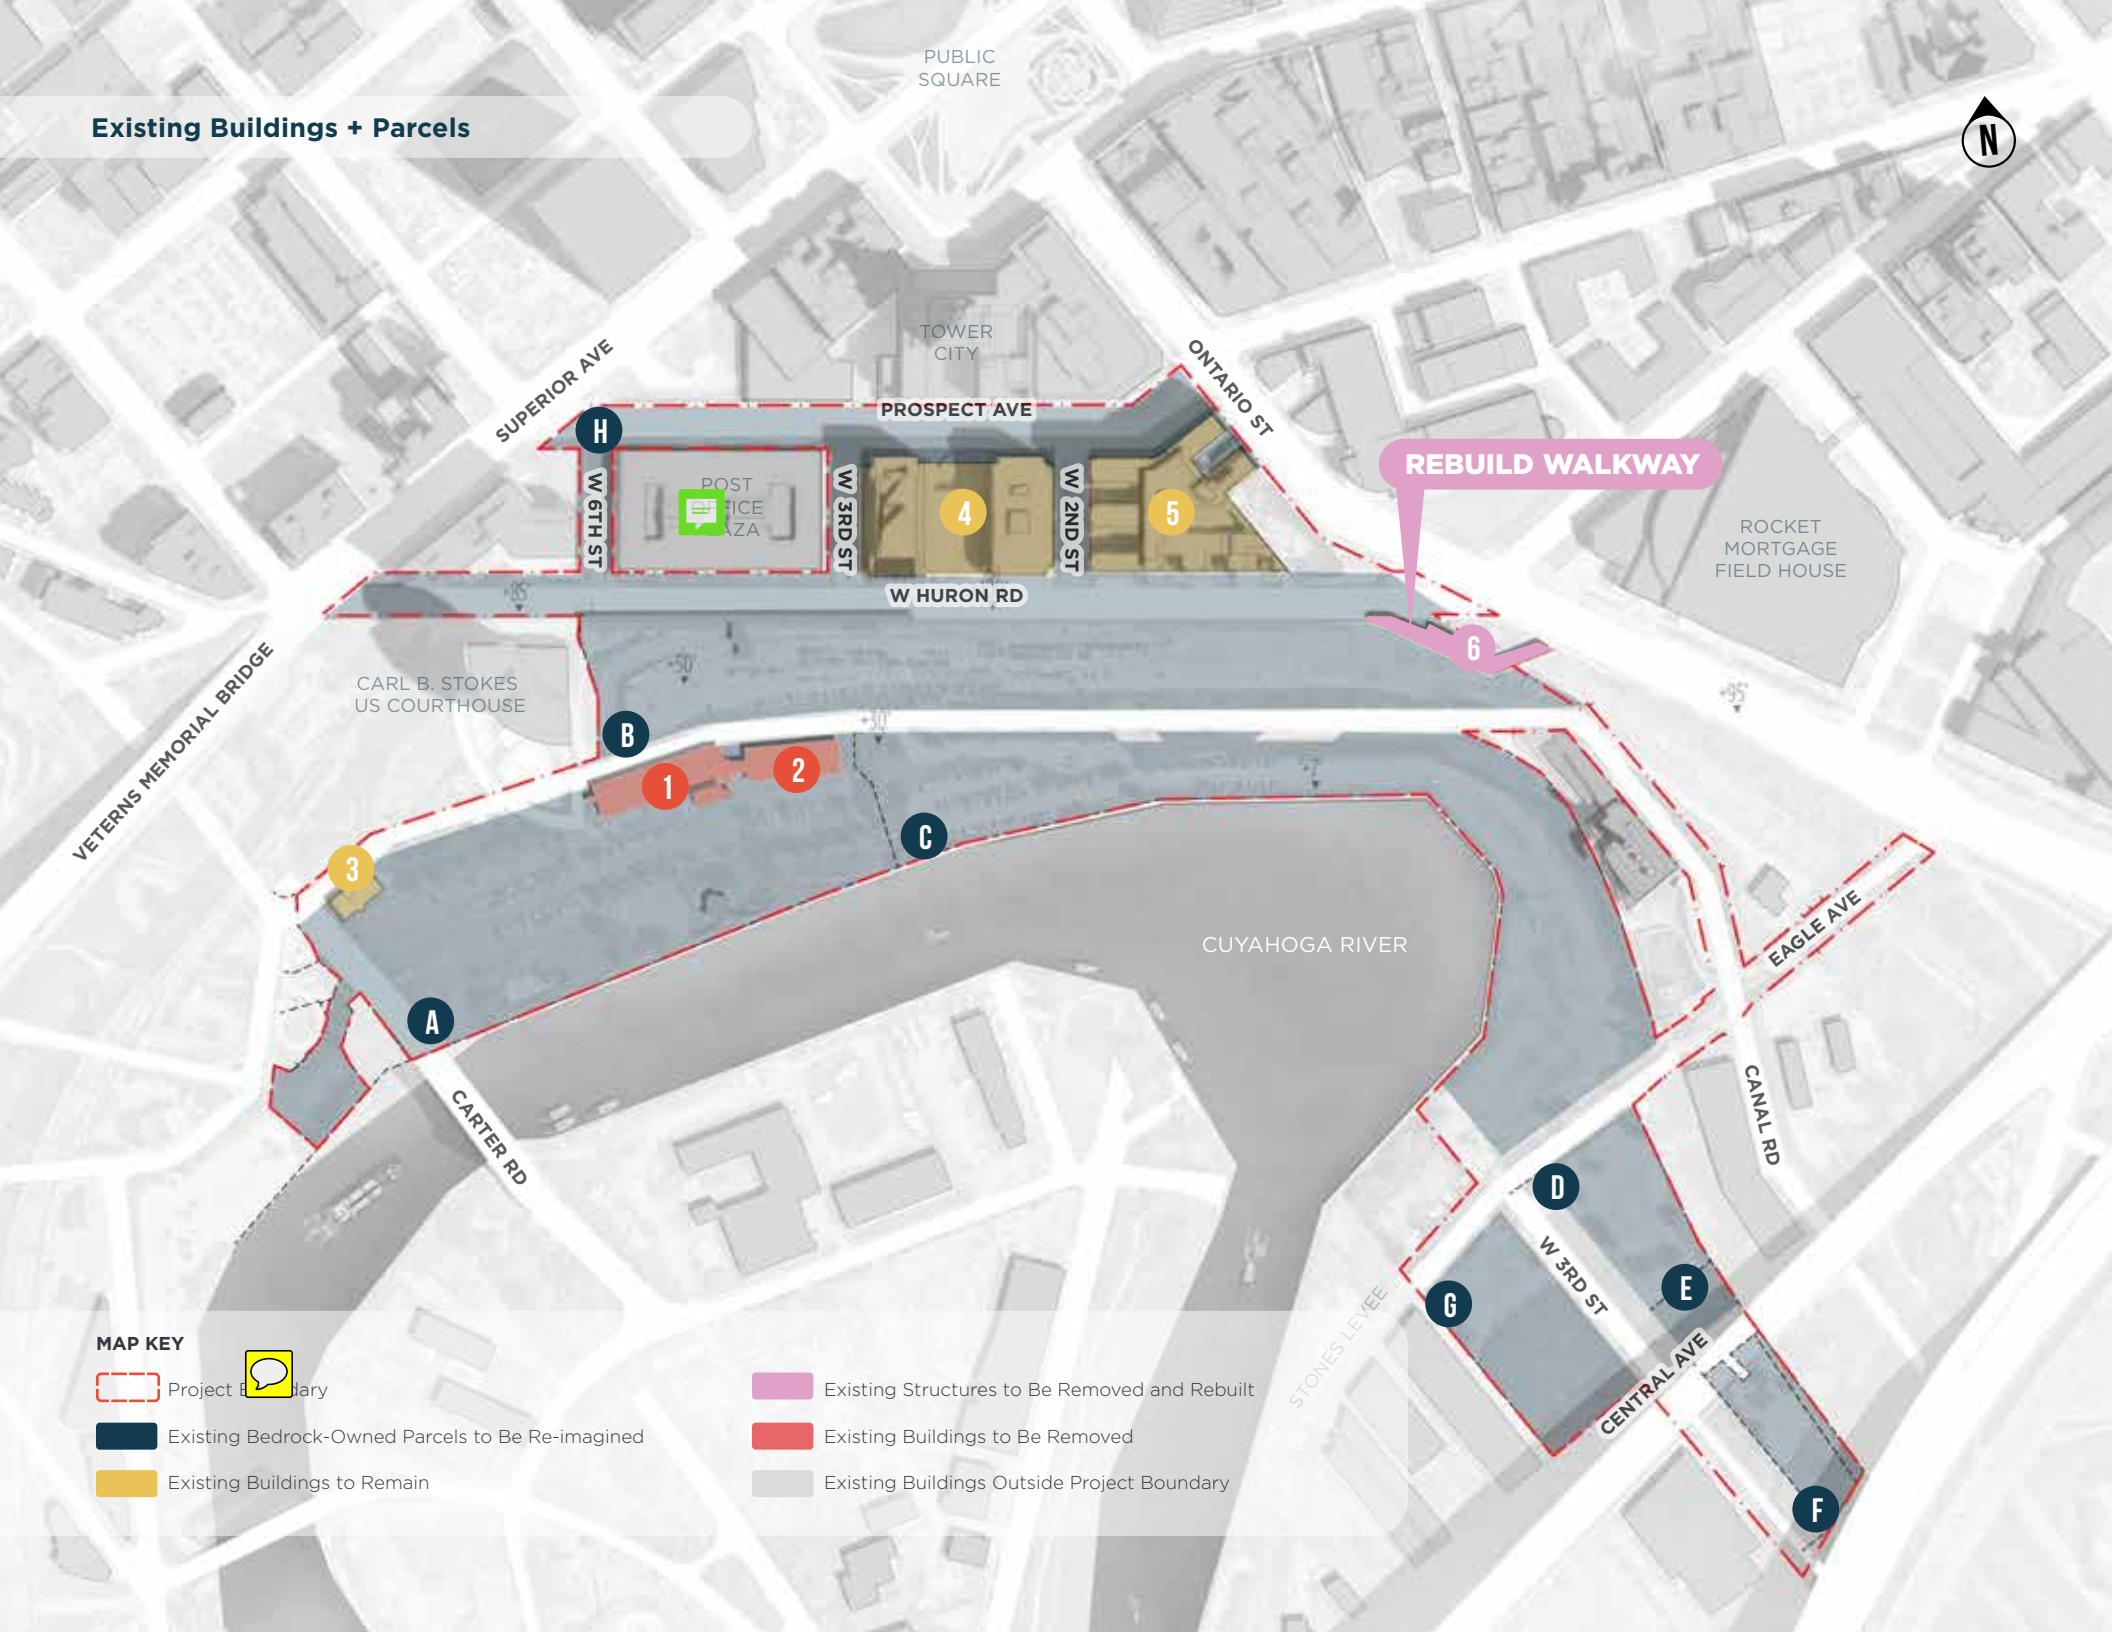 PUBLIC
SQUARE
Existing Buildings + Parcels
N
TOWER
CITY
SUPERIOR AVE
ONTARIO ST
PROSPECT AVE
H
REBUILD WALKWAY
W 6TH ST
POST
W 3RD ST
4
W 2ND ST
5
ROCKET
MORTGAGE
FIELD HOUSE
+85'
W HURON RD
6
+50'
CARL B. STOKES
US COURTHOUSE
+95'
VETERNS MEMORIAL BRIDGE
B
+30'
1
2
C
3
EAGLE AVE
CUYAHOGA RIVER
A
CARTER RD
CANAL RD
D
W 3RD ST
E
G
STONES LEVEE
CENTRAL AVE
F
MAP KEY
Project
Existing Bedrock-Owned Parcels to Be Re-imagined
Existing Buildings to Remain
Existing Structures to Be Removed and Rebuilt
Existing Buildings to Be Removed
Existing Buildings Outside Project Boundary